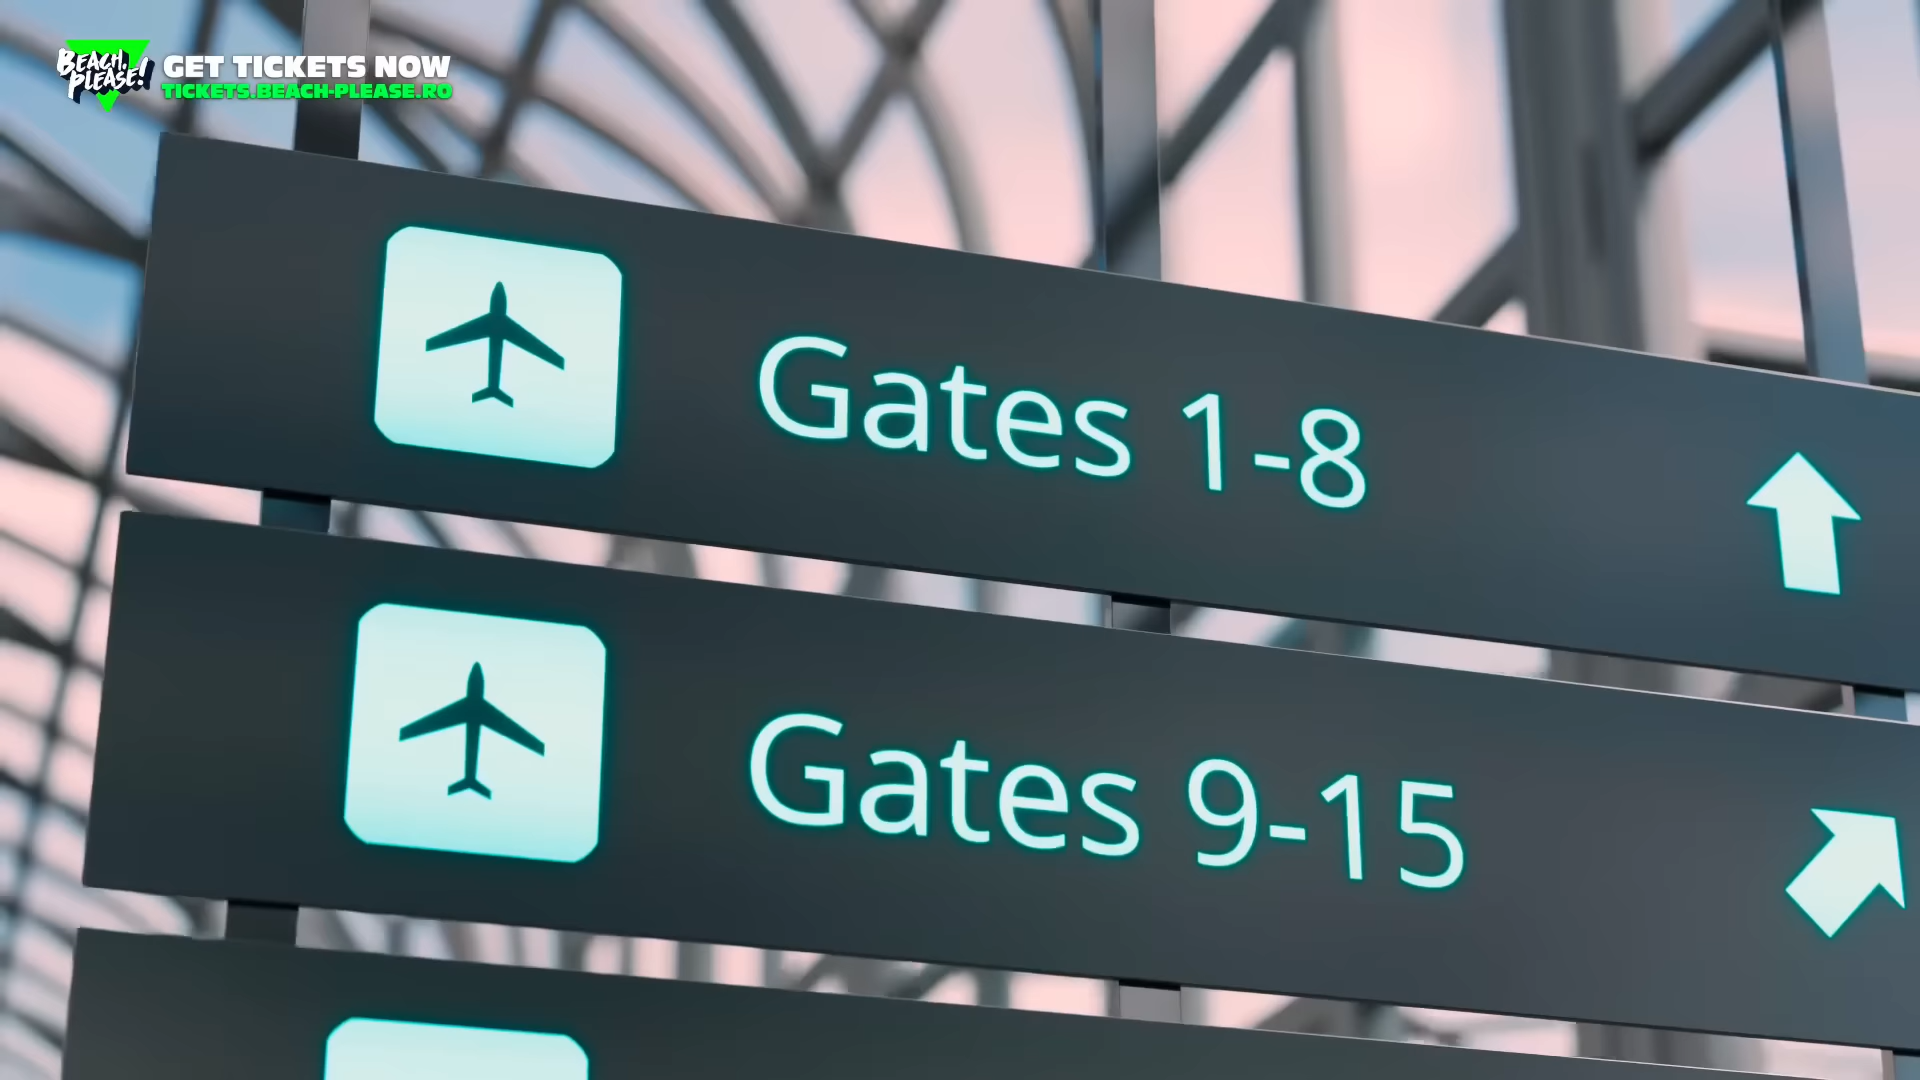 BEACH, PLEASE!
GET TICKETS NOW
TICKETS.BEACH-PLEASE.RO
Gates 1-8
Gates 9-15